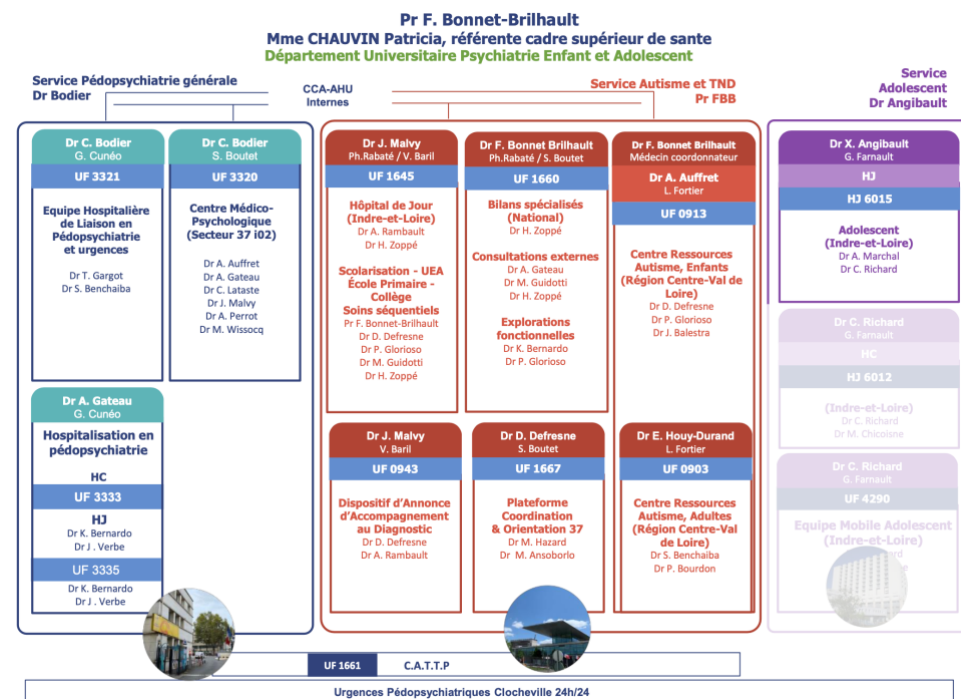 Pr F. Bonnet-Brilhault
Mme CHAUVIN Patricia, référente cadre supérieur de sante
Département Universitaire Psychiatrie Enfant et Adolescent
Service Pédopsychiatrie générale
Dr Bodier
CCA-AHU
Internes
Service Autisme et TND
Pr FBB
Service
Adolescent
Dr Angibault
Dr C. Bodier
G. Cunéo
UF 3321
Equipe Hospitalière
de Liaison en
Pédopsychiatrie
et urgences
Dr T. Gargot
Dr S. Benchaiba
Dr C. Bodier
S. Boutet
UF 3320
Centre Médico-
Psychologique
(Secteur 37 i02)
Dr A. Auffret
Dr A. Gateau
Dr C. Lataste
Dr J. Malvy
Dr A. Perrot
Dr M. Wissocq
Dr A. Gateau
G. Cunéo
Hospitalisation en
pédopsychiatrie
HC
UF 3333
HJ
Dr K. Bernardo
Dr J . Verbe
UF 3335
Dr K. Bernardo
Dr J . Verbe
Dr J. Malvy
Ph.Rabaté / V. Baril
UF 1645
Hôpital de Jour
(Indre-et-Loire)
Dr A. Rambault
Dr H. Zoppé
Scolarisation - UEA
École Primaire -
Collège
Soins séquentiels
Pr F. Bonnet-Brilhault
Dr D. Defresne
Dr P. Glorioso
Dr M. Guidotti
Dr H. Zoppé
Dr F. Bonnet Brilhault
Ph.Rabaté / S. Boutet
UF 1660
Bilans spécialisés
(National)
Dr H. Zoppé
Consultations externes
Dr A. Gateau
Dr M. Guidotti
Dr H. Zoppé
Explorations
fonctionnelles
Dr K. Bernardo
Dr P. Glorioso
Dr F. Bonnet Brilhault
Médecin coordonnateur
Dr A. Auffret
L. Fortier
UF 0913
Centre Ressources
Autisme, Enfants
(Région Centre-Val de
Loire)
Dr D. Defresne
Dr P. Glorioso
Dr J. Balestra
Dr J. Malvy
V. Baril
UF 0943
Dispositif d'Annonce
d'Accompagnement
au Diagnostic
Dr D. Defresne
Dr A. Rambault
Dr D. Defresne
S. Boutet
UF 1667
Plateforme
Coordination
& Orientation 37
Dr M. Hazard
Dr M. Ansoborlo
Dr E. Houy-Durand
L. Fortier
UF 0903
Centre Ressources
Autisme, Adultes
(Région Centre-Val
de Loire)
Dr S. Benchaïba
Dr P. Bourdon
Dr X. Angibault
G. Farnault
HJ
HJ 6015
Adolescent
(Indre-et-Loire)
Dr A. Marchal
Dr C. Richard
Dr C. Richard
G. Farnault
HC
HJ 6012
(Indre-et-Loire)
Dr C. Richard
Dr M. Chicoisne
Dr C. Richard
G. Farnault
UF 4290
Equipe Mobile Adolescent
(Indre-et-Loire)
UF 1661
C.A.T.T.P
Urgences Pédopsychiatriques Clocheville 24h/24